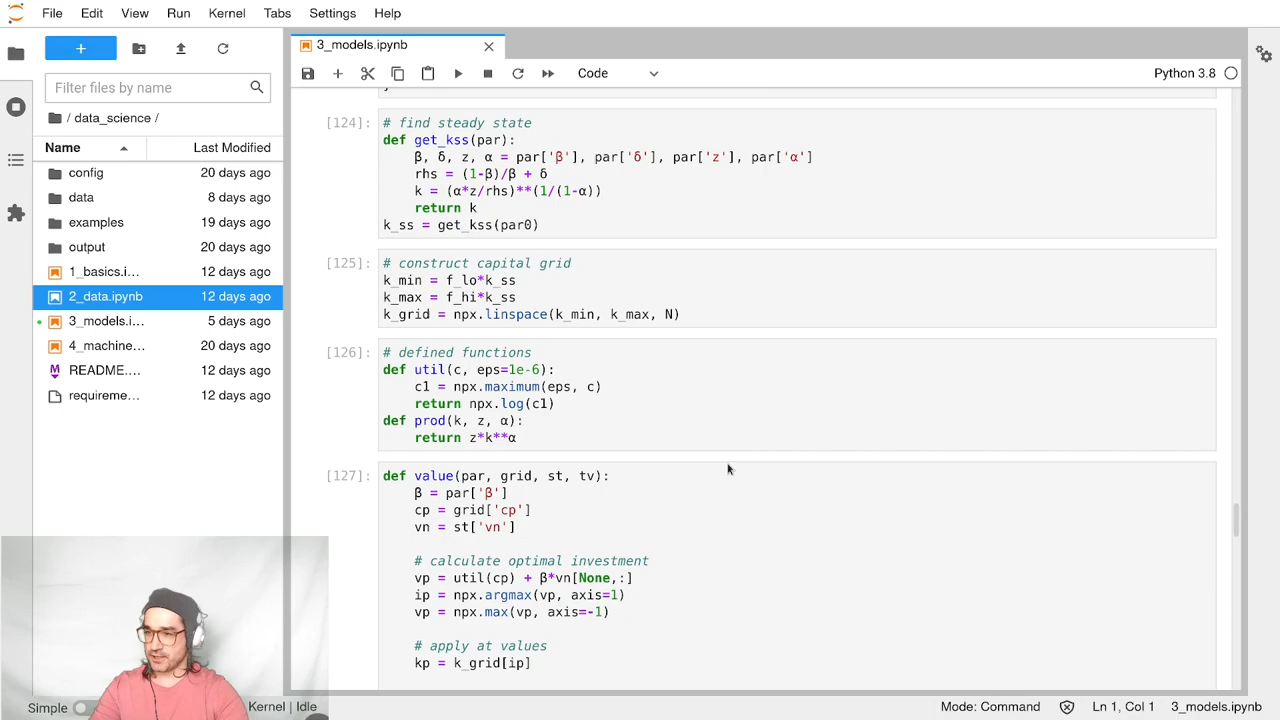 File Edit View Run Kernel Tabs Settings Help
3_models.ipynb
Code
Python 3.8
Filter files by name
/ data_science /
Name Last Modified
config 20 days ago
data 8 days ago
examples 19 days ago
output 20 days ago
1_basics.i... 12 days ago
2_data.ipynb 12 days ago
3_models.i... 5 days ago
4_machine... 20 days ago
README.... 12 days ago
requireme... 12 days ago
[124]: # find steady state
def get_kss(par):
β, δ, z, α = par['β'], par['δ'], par['z'], par['α']
rhs = (1-β)/β + δ
k = (α*z/rhs)**(1/(1-α))
return k
k_ss = get_kss(par0)
[125]: # construct capital grid
k_min = f_lo*k_ss
k_max = f_hi*k_ss
k_grid = npx.linspace(k_min, k_max, N)
[126]: # defined functions
def util(c, eps=1e-6):
c1 = npx.maximum(eps, c)
return npx.log(c1)
def prod(k, z, α):
return z*k**α
[127]: def value(par, grid, st, tv):
β = par['β']
cp = grid['cp']
vn = st['vn']
# calculate optimal investment
vp = util(cp) + β*vn[None,:]
ip = npx.argmax(vp, axis=1)
vp = npx.max(vp, axis=-1)
# apply at values
kp = k_grid[ip]
Simple Kernel | Idle Mode: Command Ln 1, Col 1 3_models.ipynb